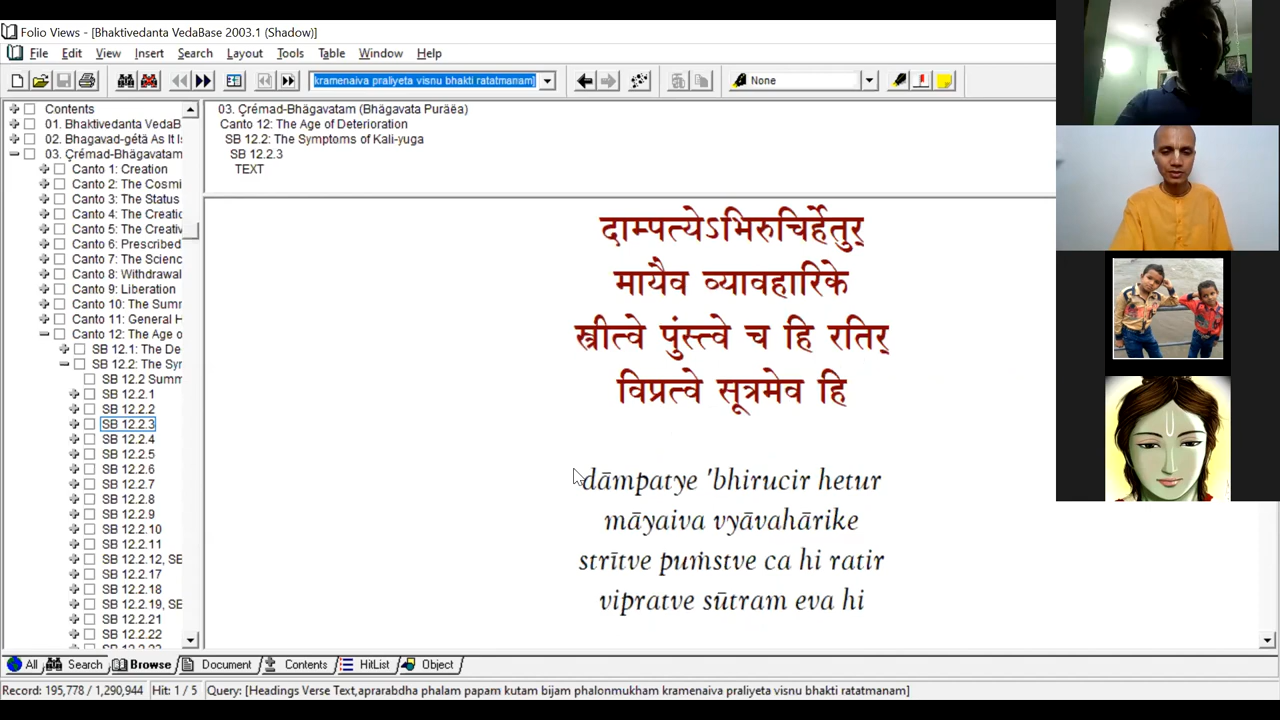 Folio Views - [Bhaktivedanta VedaBase 2003.1 (Shadow)]
File Edit View Insert Search Layout Tools Table Window Help
kramenaiva praliyeta visnu bhakti ratatmanam]
None
Contents
01. Bhaktivedanta VedaB
02. Bhagavad-gétä As It I
03. Çrémad-Bhägavatam
Canto 1: Creation
Canto 2: The Cosmi
Canto 3: The Status
Canto 4: The Creatic
Canto 5: The Creativ
Canto 6: Prescribed
Canto 7: The Scienc
Canto 8: Withdrawal
Canto 9: Liberation
Canto 10: The Summ
Canto 11: General H
Canto 12: The Age o
SB 12.1: The De
SB 12.2: The Syr
SB 12.2 Summ
SB 12.2.1
SB 12.2.2
SB 12.2.3
SB 12.2.4
SB 12.2.5
SB 12.2.6
SB 12.2.7
SB 12.2.8
SB 12.2.9
SB 12.2.10
SB 12.2.11
SB 12.2.12, SE
SB 12.2.17
SB 12.2.18
SB 12.2.19, SE
SB 12.2.21
SB 12.2.22
03. Çrémad-Bhägavatam (Bhägavata Puräëa)
Canto 12: The Age of Deterioration
SB 12.2: The Symptoms of Kali-yuga
SB 12.2.3
TEXT
दाम्पत्येऽभिरुचिर्हेतुर्
मायैव व्यावहारिके
स्त्रीत्वे पुंस्त्वे च हि रतिर्
विप्रत्वे सूत्रमेव हि
dāmpatye 'bhirucir hetur
māyaiva vyāvahārike
strītve puṁstve ca hi ratir
vipratve sūtram eva hi
All Search Browse Document Contents HitList Object
Record: 195,778 / 1,290,944 Hit: 1 / 5 Query: [Headings Verse Text,aprarabdha phalam papam kutam bijam phalonmukham kramenaiva praliyeta visnu bhakti ratatmanam]